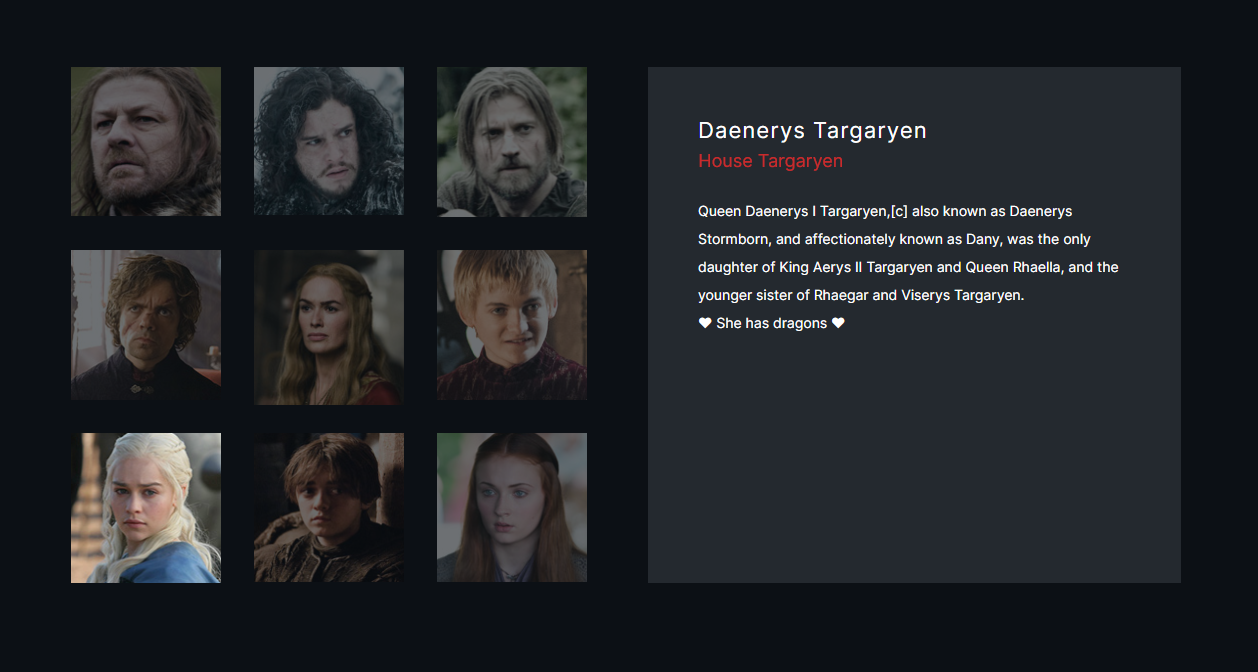 Daenerys Targaryen
House Targaryen
Queen Daenerys I Targaryen,[c] also known as Daenerys
Stormborn, and affectionately known as Dany, was the only
daughter of King Aerys II Targaryen and Queen Rhaella, and the
younger sister of Rhaegar and Viserys Targaryen.
♥ She has dragons ♥